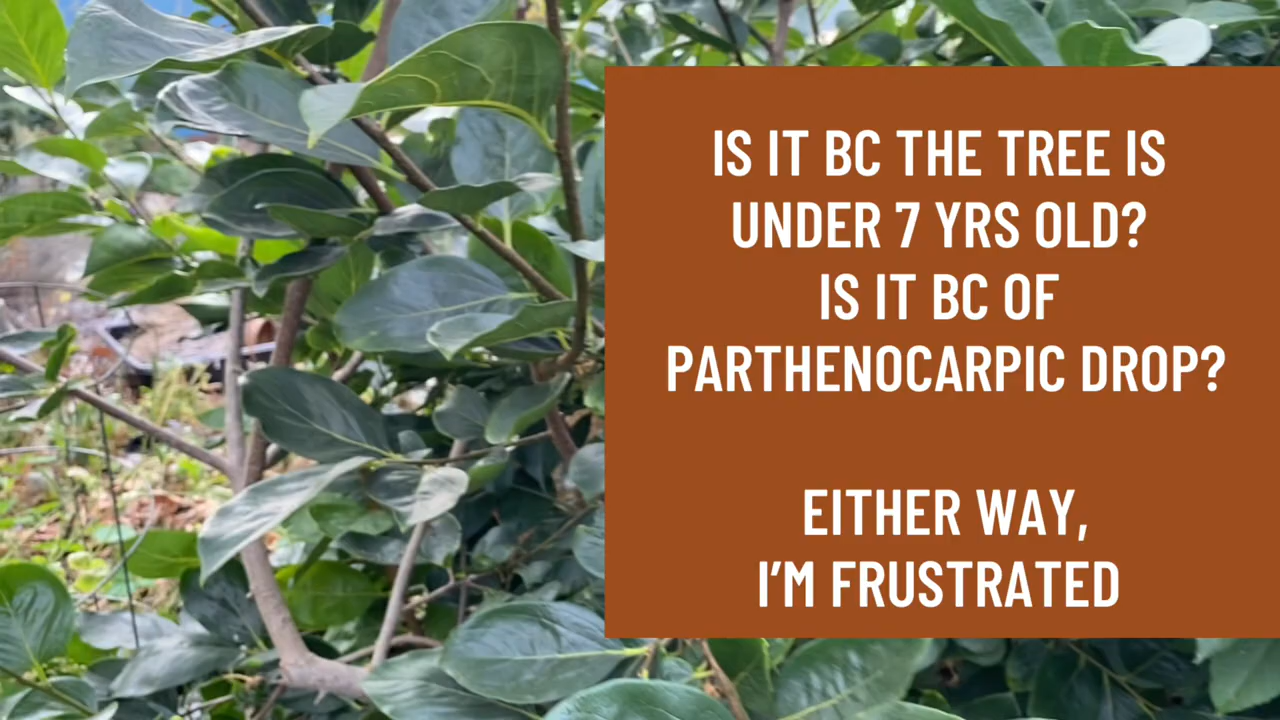 IS IT BC THE TREE IS
UNDER 7 YRS OLD?
IS IT BC OF
PARTHENOCARPIC DROP?
EITHER WAY,
I'M FRUSTRATED